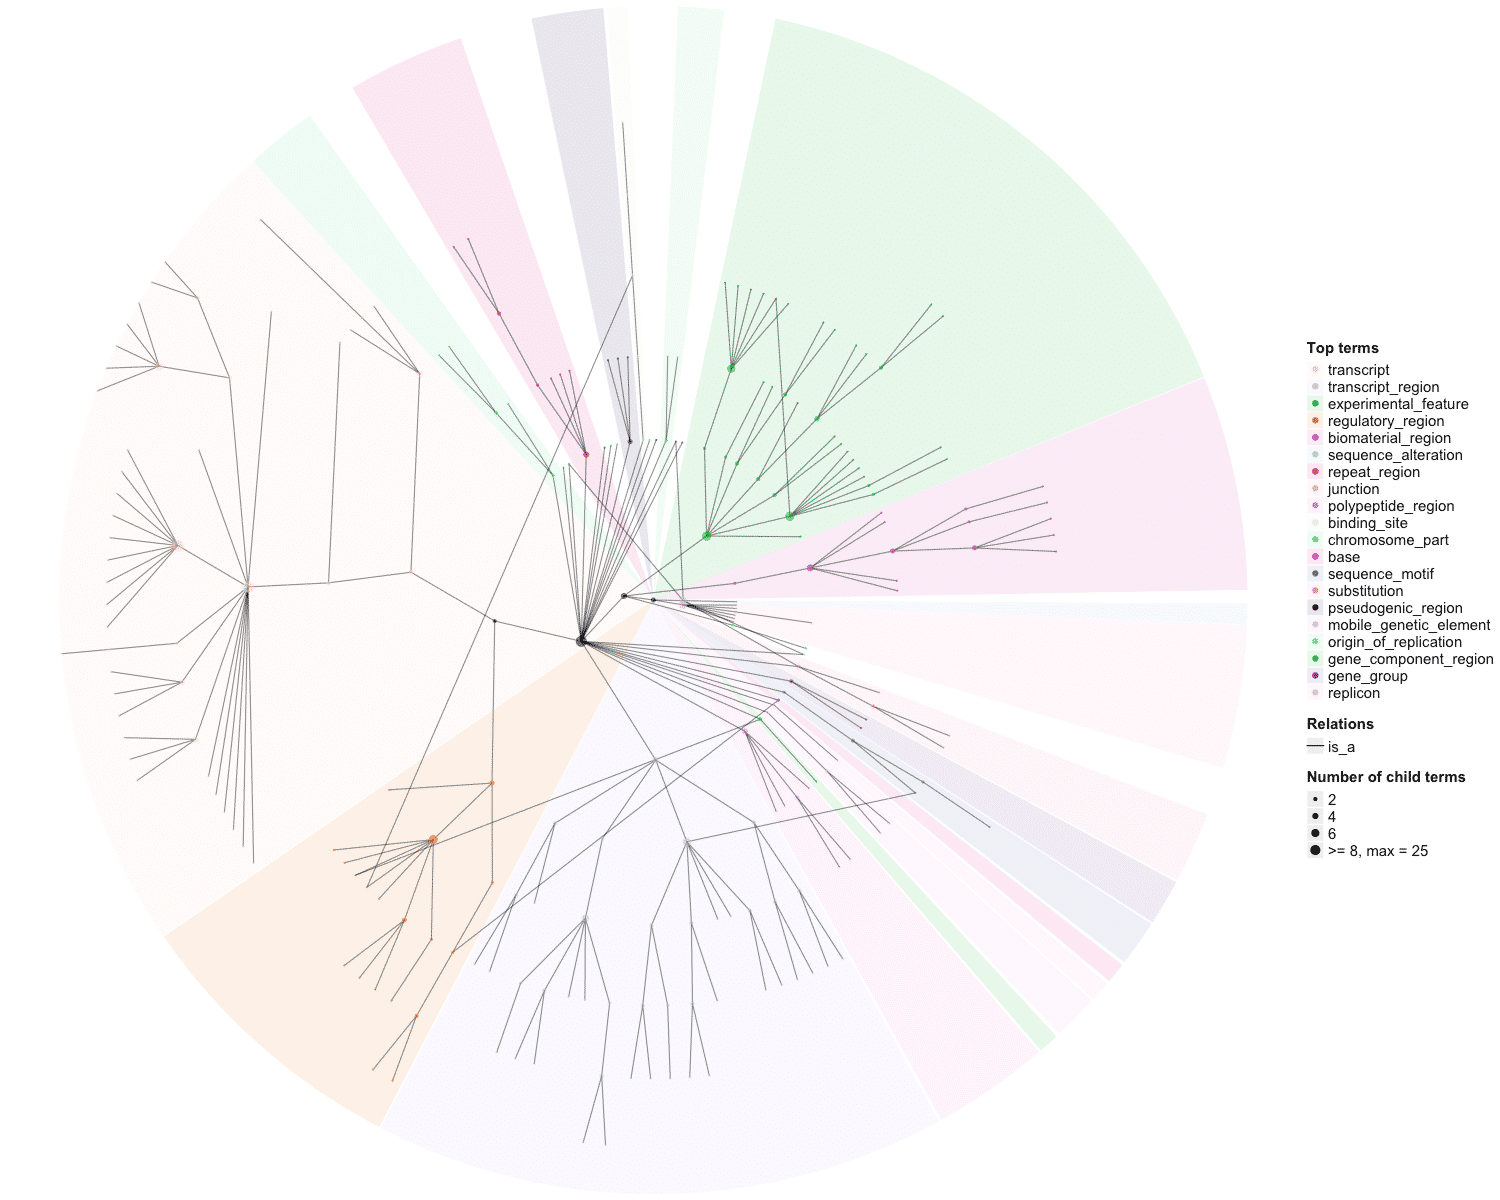 Top terms
transcript
transcript_region
experimental_feature
regulatory_region
biomaterial_region
sequence_alteration
repeat_region
junction
polypeptide_region
binding_site
chromosome_part
base
sequence_motif
substitution
pseudogenic_region
mobile_genetic_element
origin_of_replication
gene_component_region
gene_group
replicon
Relations
is_a
Number of child terms
2
4
6
>= 8, max = 25